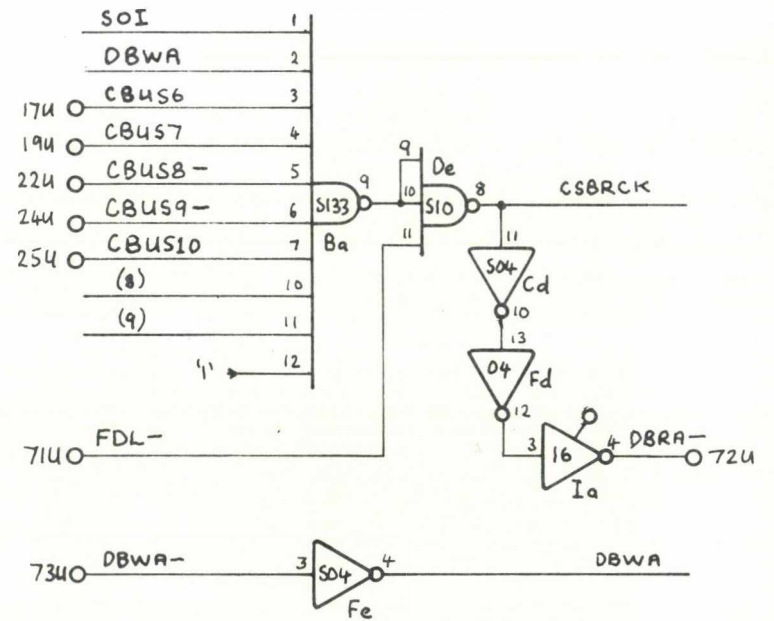 SOI 1
DBWA 2
17U CBUS6 3
19U CBUS7 4
22U CBUS8- 5
24U CBUS9- 6
25U CBUS10 7
(8) 10
(9) 11
'1' 12
S133 9
Ba
9 De
10 S10 8 CSBRCK
11
11
S04 Cd
10
13
04 Fd
12
71U FDL-
3 16 4 DBRA- 72U
Ia
73U DBWA- 3 S04 4 DBWA
Fe